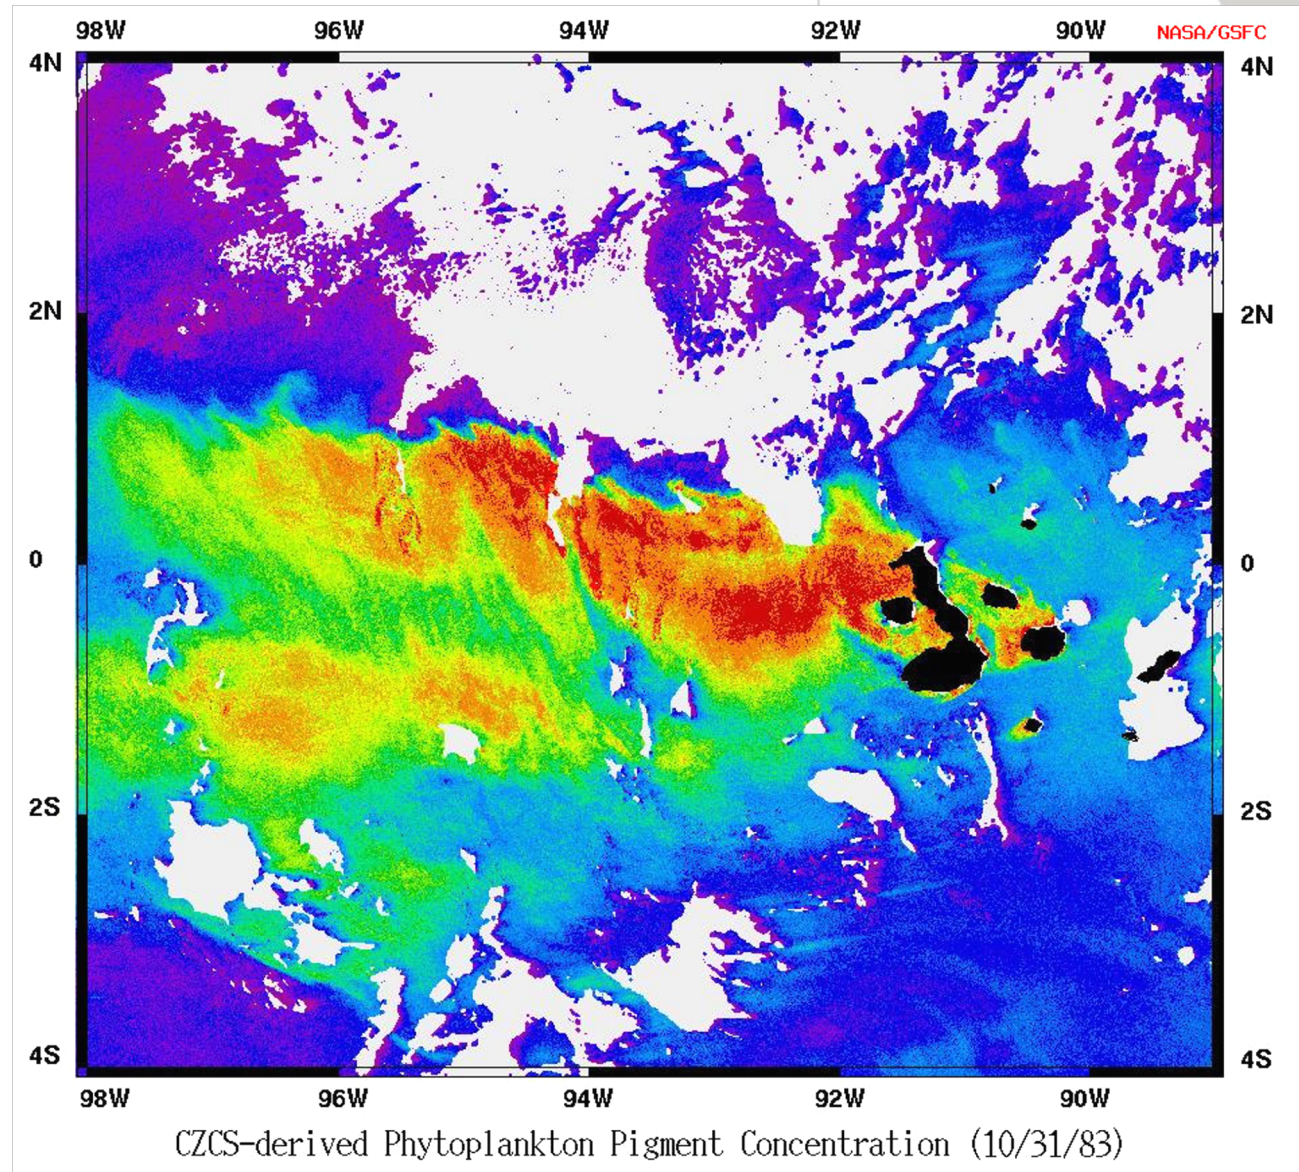 98W 96W 94W 92W 90W NASA/GSFC
4N 4N
2N 2N
0 0
2S 2S
4S 4S
98W 96W 94W 92W 90W
CZCS-derived Phytoplankton Pigment Concentration (10/31/83)